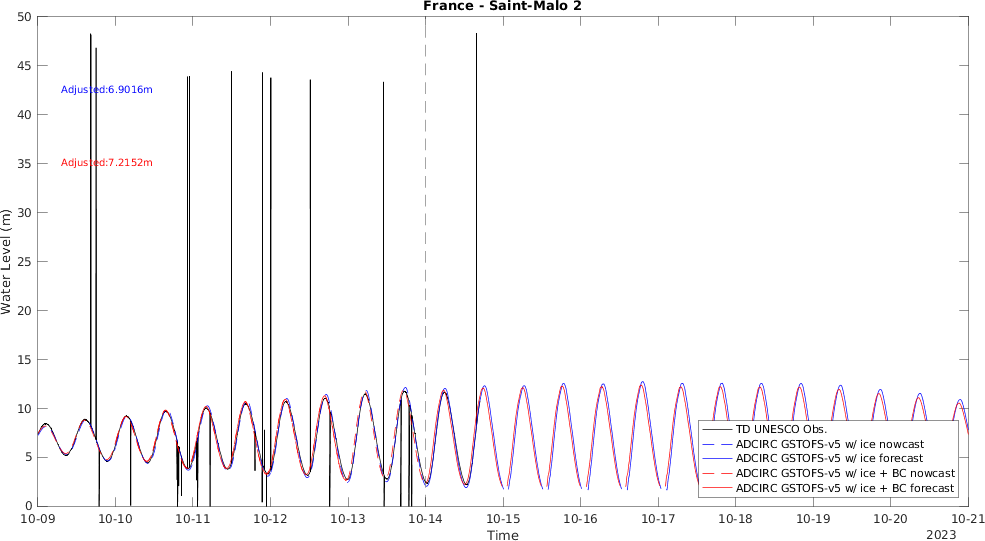 France - Saint-Malo 2
Water Level (m)
50
45
40
35
30
25
20
15
10
5
0
Adjusted:6.9016m
Adjusted:7.2152m
TD UNESCO Obs.
ADCIRC GSTOFS-v5 w/ ice nowcast
ADCIRC GSTOFS-v5 w/ ice forecast
ADCIRC GSTOFS-v5 w/ ice + BC nowcast
ADCIRC GSTOFS-v5 w/ ice + BC forecast
10-09 10-10 10-11 10-12 10-13 10-14 10-15 10-16 10-17 10-18 10-19 10-20 10-21
Time
2023